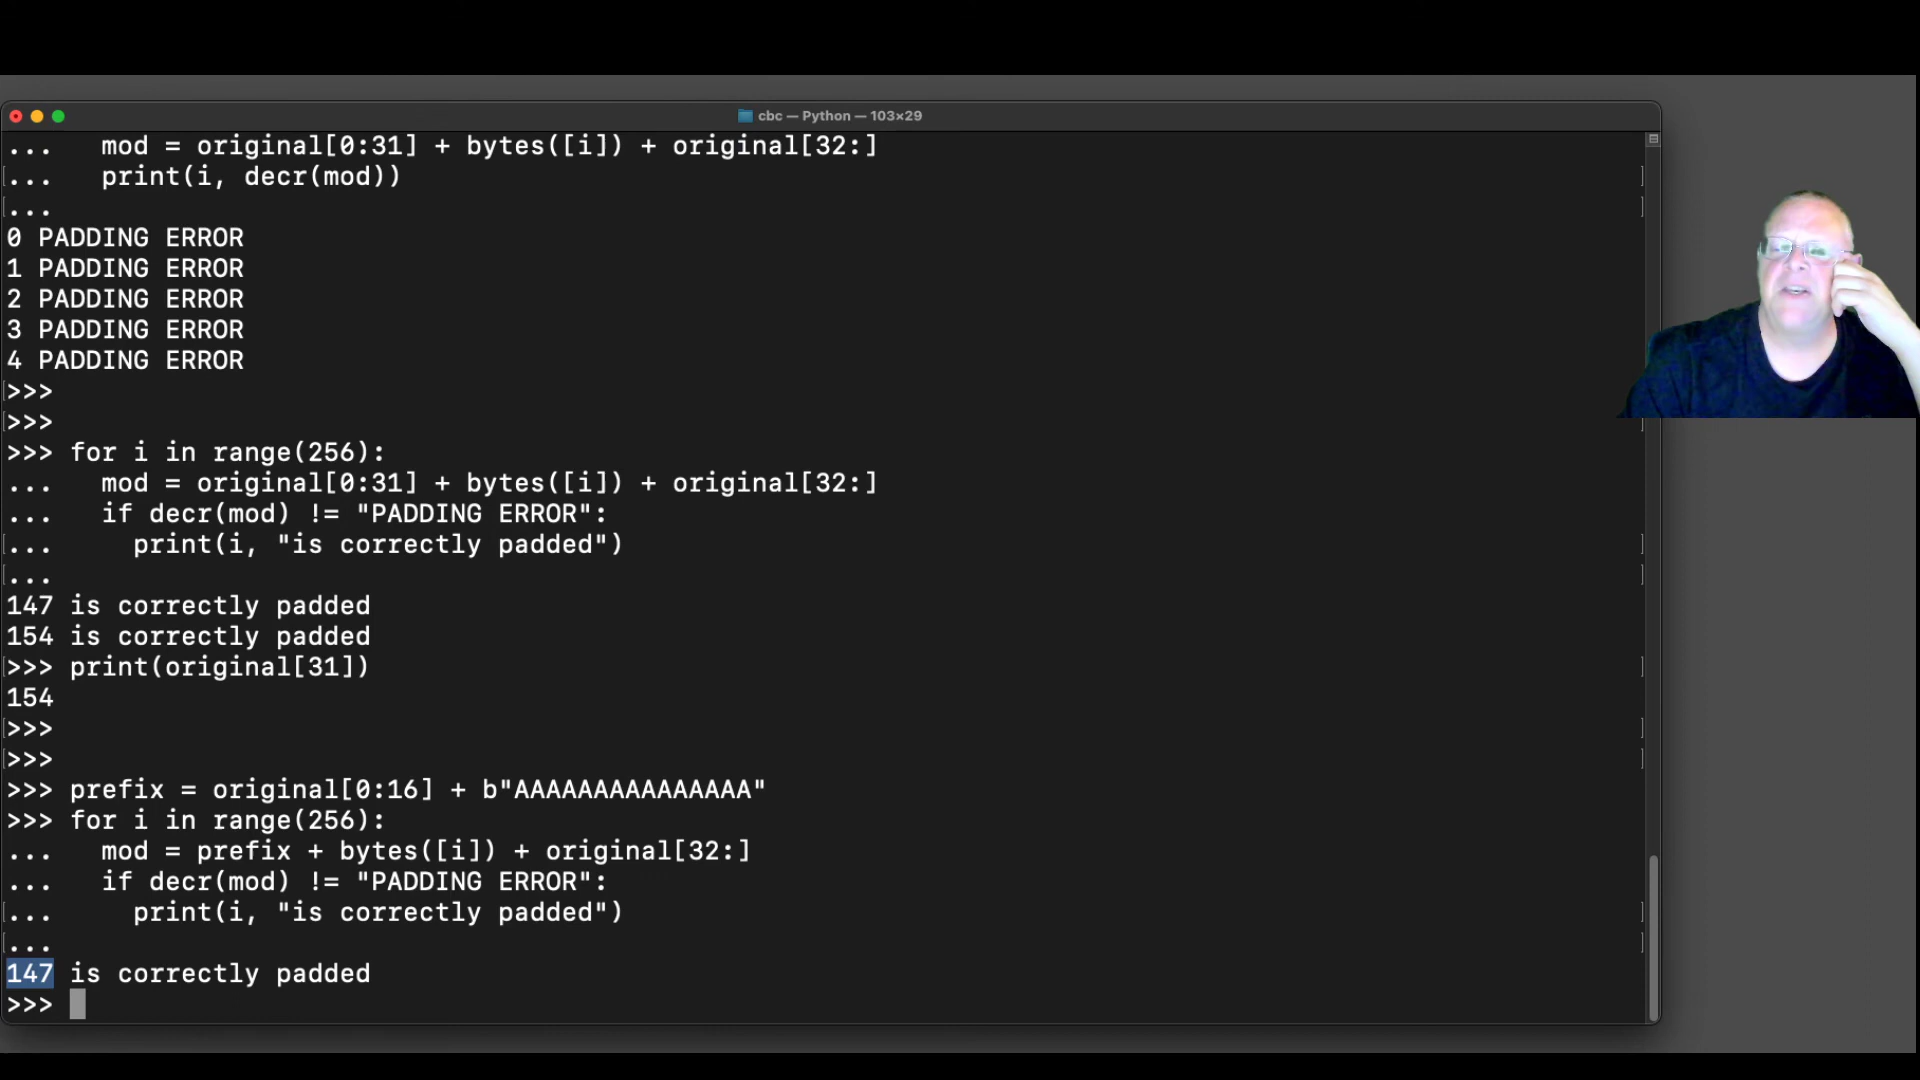 cbc — Python — 103×29
...   mod = original[0:31] + bytes([i]) + original[32:]
...   print(i, decr(mod))
...
0 PADDING ERROR
1 PADDING ERROR
2 PADDING ERROR
3 PADDING ERROR
4 PADDING ERROR
>>>
>>>
>>> for i in range(256):
...   mod = original[0:31] + bytes([i]) + original[32:]
...   if decr(mod) != "PADDING ERROR":
...     print(i, "is correctly padded")
...
147 is correctly padded
154 is correctly padded
>>> print(original[31])
154
>>>
>>>
>>> prefix = original[0:16] + b"AAAAAAAAAAAAAAA"
>>> for i in range(256):
...   mod = prefix + bytes([i]) + original[32:]
...   if decr(mod) != "PADDING ERROR":
...     print(i, "is correctly padded")
...
147 is correctly padded
>>>